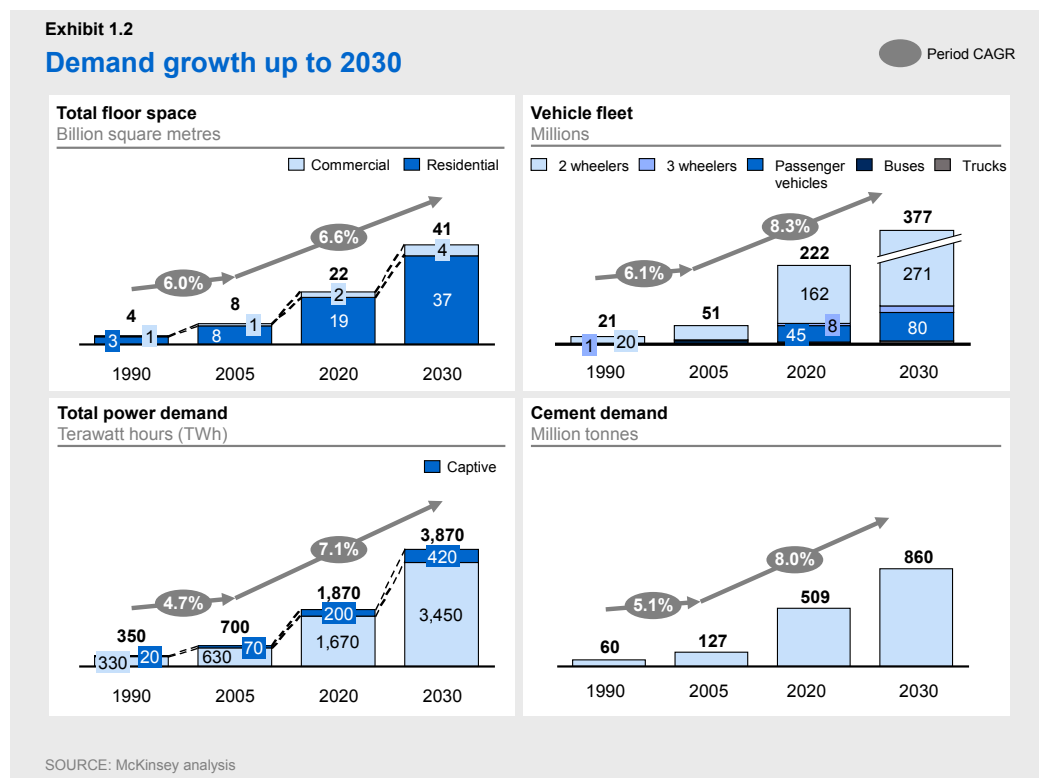 Exhibit 1.2
Demand growth up to 2030
Period CAGR
Total floor space
Billion square metres
Commercial Residential
6.0%
6.6%
4
8
22
41
3 1
8 1
19 2
37 4
1990 2005 2020 2030
Vehicle fleet
Millions
2 wheelers 3 wheelers Passenger vehicles Buses Trucks
6.1%
8.3%
21
51
222
377
1 20
162
45 8
271
80
1990 2005 2020 2030
Total power demand
Terawatt hours (TWh)
Captive
4.7%
7.1%
350
700
1,870
3,870
330 20
630 70
200
1,670
420
3,450
1990 2005 2020 2030
Cement demand
Million tonnes
5.1%
8.0%
60
127
509
860
1990 2005 2020 2030
SOURCE: McKinsey analysis